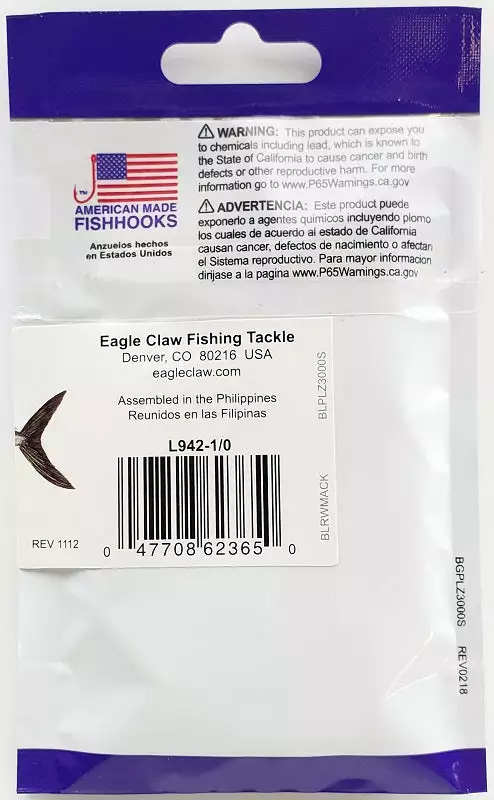 ⚠ WARNING: This product can expose you
to chemicals including lead, which is known to
the State of California to cause cancer and birth
defects or other reproductive harm. For more
information go to www.P65Warnings.ca.gov
⚠ ADVERTENCIA: Este producto puede
exponerlo a agentes quimicos incluyendo plomo
los cuales de acuerdo al estado de California
causan cancer, defectos de nacimiento o afectan
el Sistema reproductivo. Para mayor informacion
dirijase a la pagina www.P65Warnings.ca.gov
TM
AMERICAN MADE
FISHHOOKS
Anzuelos hechos
en Estados Unidos
Eagle Claw Fishing Tackle
Denver, CO 80216 USA
eagleclaw.com
Assembled in the Philippines
Reunidos en las Filipinas
L942-1/0
0 47708 62365 0
REV 1112
BLRWMACK
BLPLZ3000S
BGPLZ3000S REV0218